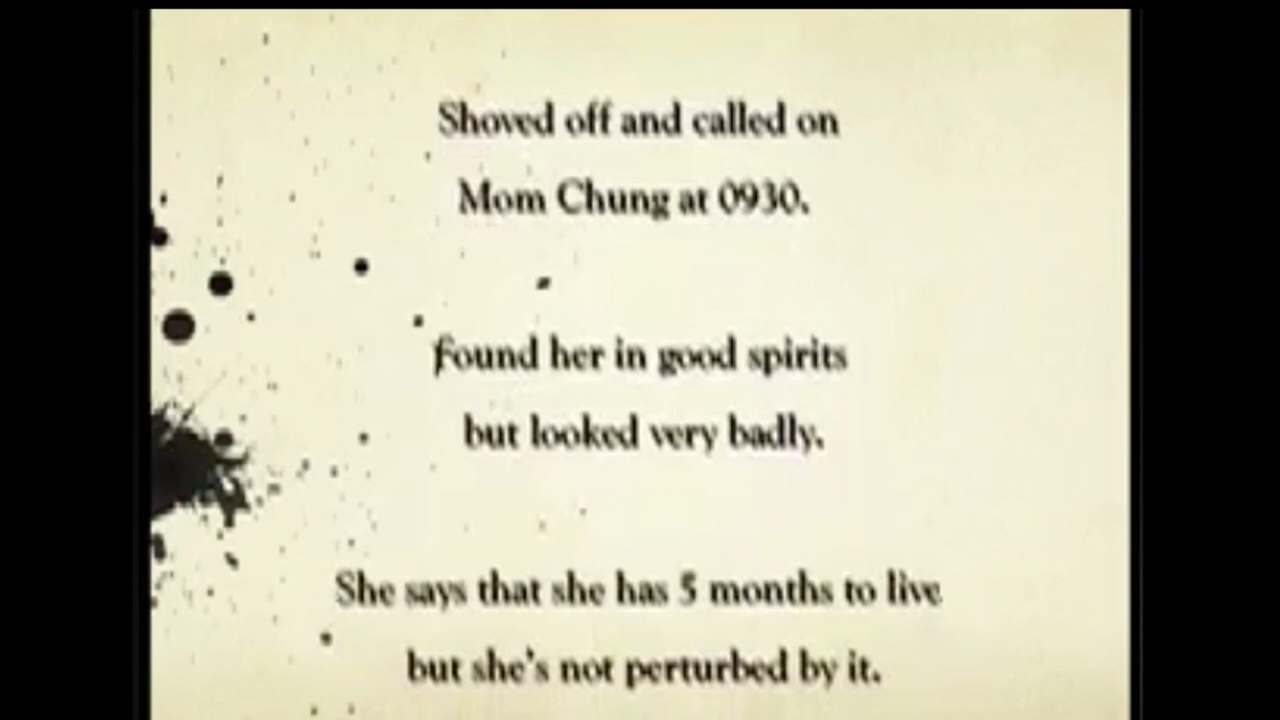 Shoved off and called on
Mom Chung at 0930.
Found her in good spirits
but looked very badly.
She says that she has 5 months to live
but she's not perturbed by it.